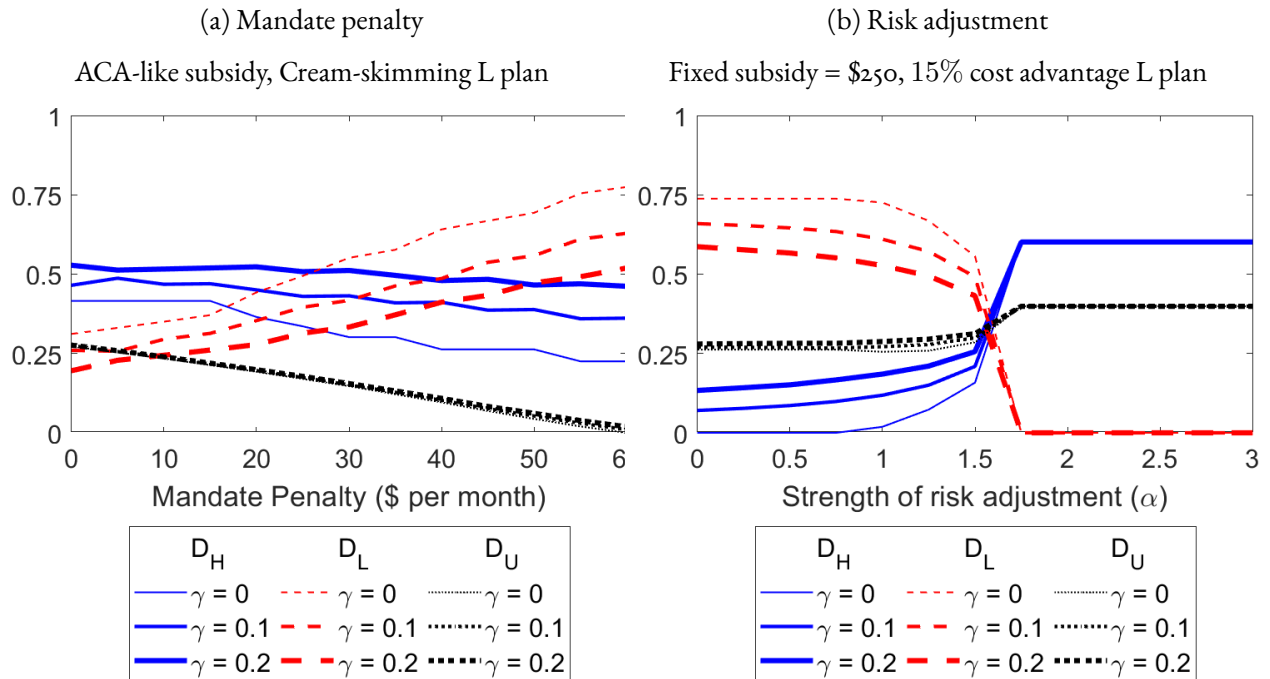 (a) Mandate penalty
ACA-like subsidy, Cream-skimming L plan
1
0.75
0.5
0.25
0
0 10 20 30 40 50 6
Mandate Penalty ($ per month)
D_H D_L D_U
γ = 0 γ = 0 γ = 0
γ = 0.1 γ = 0.1 γ = 0.1
γ = 0.2 γ = 0.2 γ = 0.2
(b) Risk adjustment
Fixed subsidy = $250, 15% cost advantage L plan
1
0.75
0.5
0.25
0
0 0.5 1 1.5 2 2.5 3
Strength of risk adjustment (α)
D_H D_L D_U
γ = 0 γ = 0 γ = 0
γ = 0.1 γ = 0.1 γ = 0.1
γ = 0.2 γ = 0.2 γ = 0.2